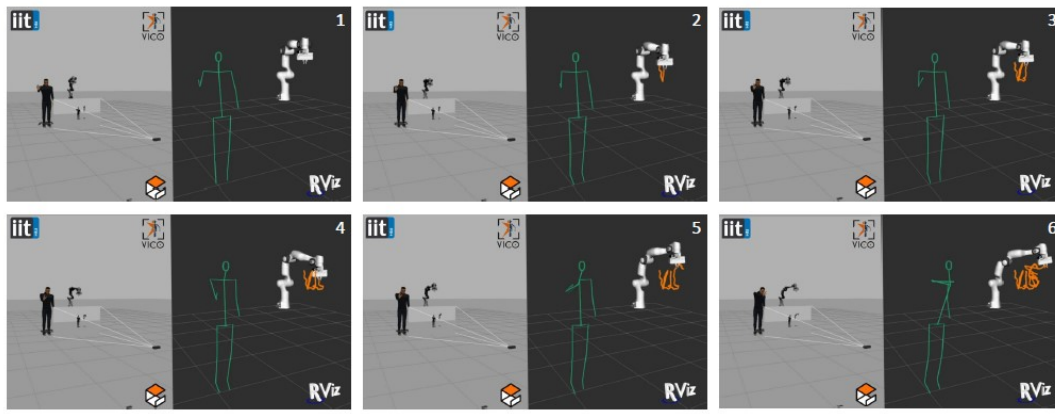 iit VICO 1
RViz
iit VICO 2
RViz
iit VICO 3
RViz
iit VICO 4
RViz
iit VICO 5
RViz
iit VICO 6
RViz